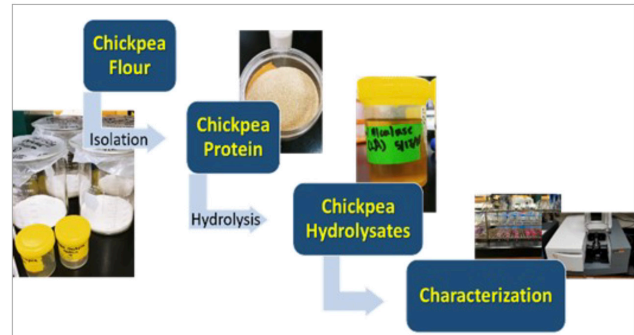 Chickpea
Flour
Isolation
Chickpea
Protein
Hydrolysis
Chickpea
Hydrolysates
Characterization